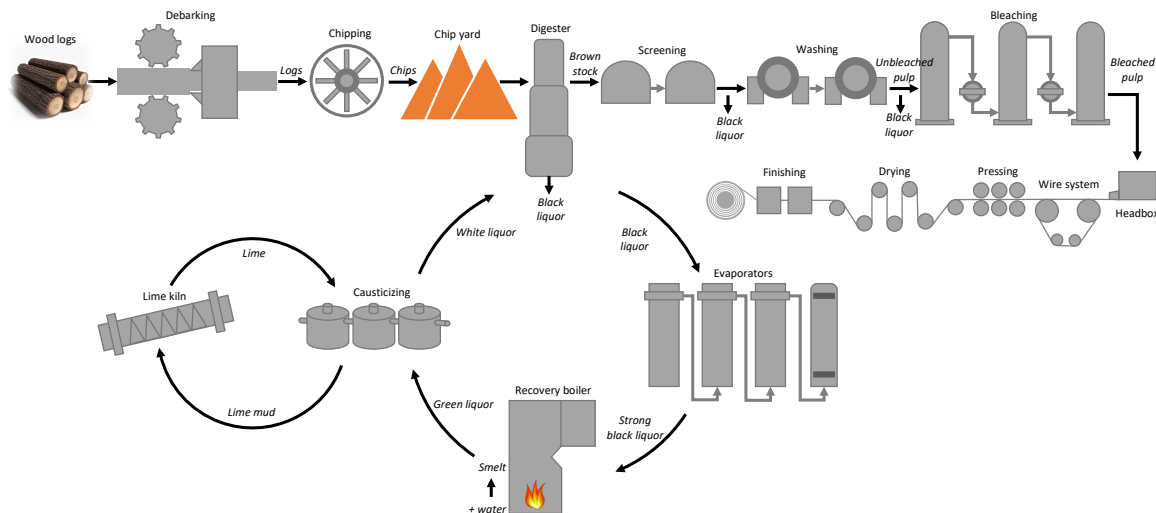 Debarking
Wood logs
Logs
Chipping
Chips
Chip yard
Digester
Brown
stock
Screening
Black
liquor
Washing
Unbleached
pulp
Black
liquor
Bleaching
Bleached
pulp
Black
liquor
Finishing
Drying
Pressing
Wire system
Headbox
White liquor
Black
liquor
Lime
Lime kiln
Causticizing
Evaporators
Lime mud
Green liquor
Recovery boiler
Strong
black liquor
Smelt
+ water